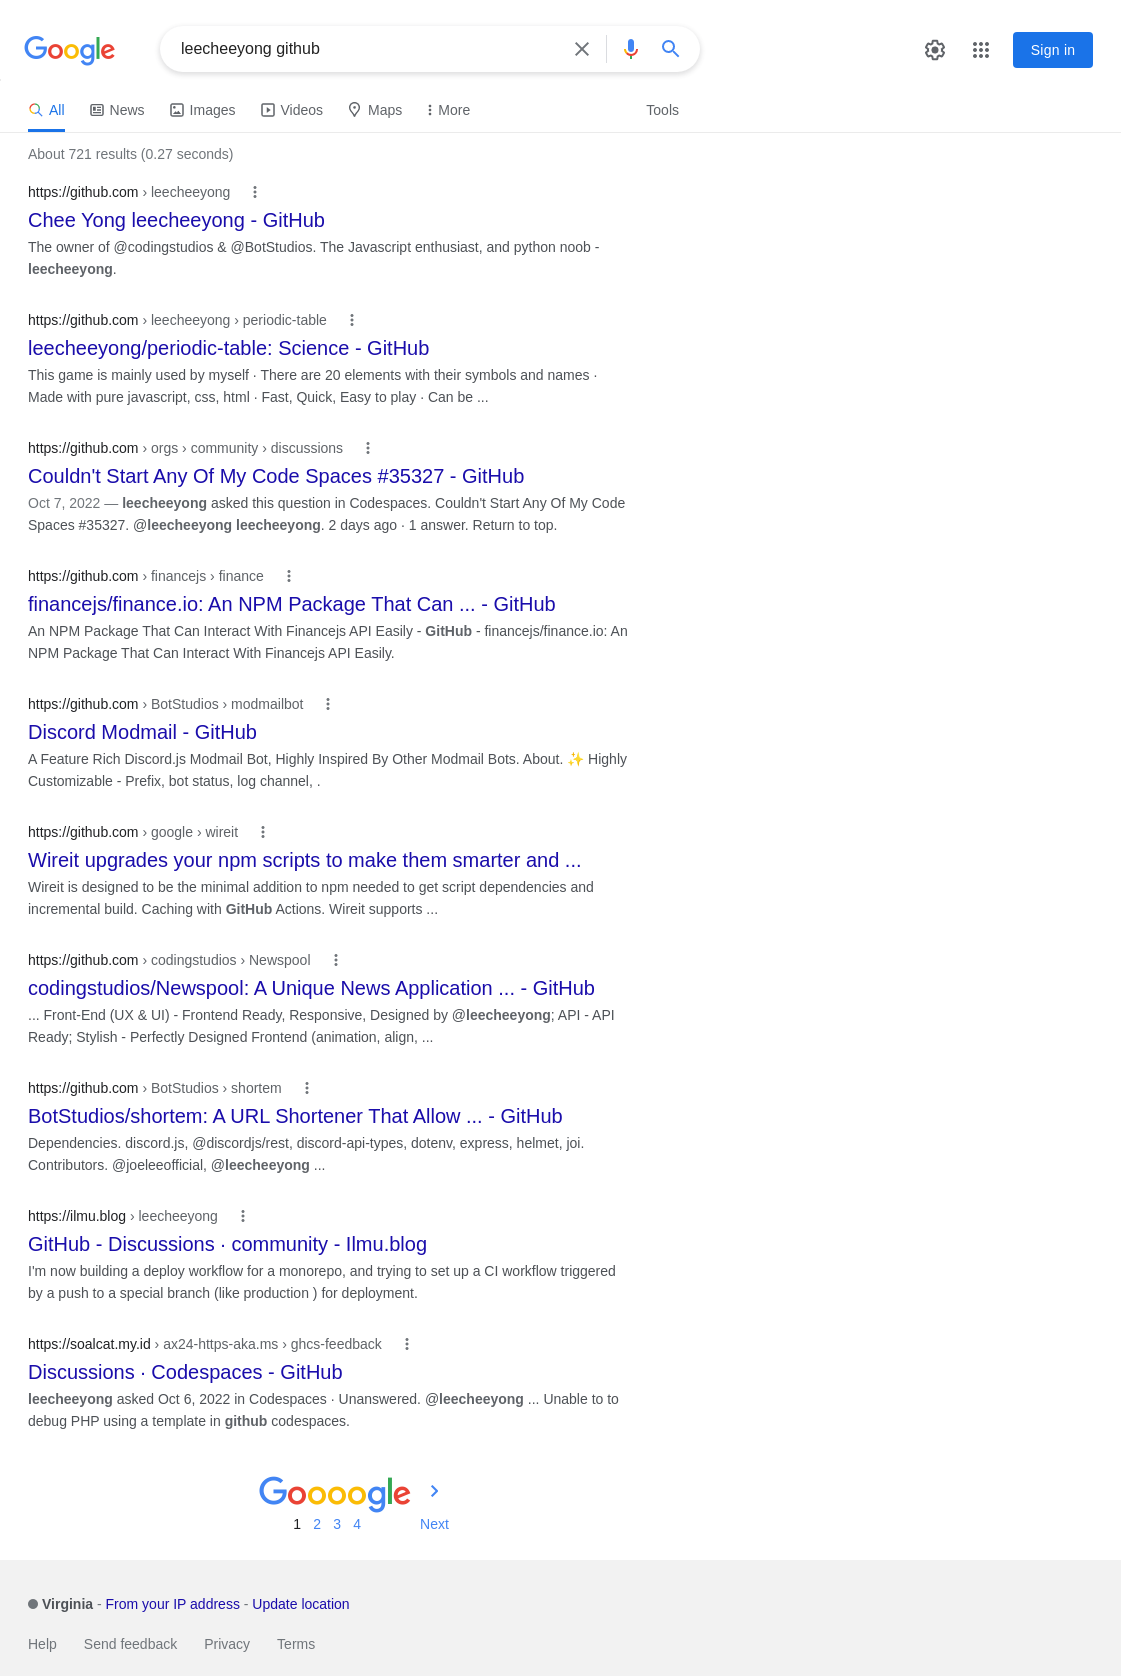 Google
leecheeyong github
Sign in
All
News
Images
Videos
Maps
More
Tools
About 721 results (0.27 seconds)
https://github.com › leecheeyong
Chee Yong leecheeyong - GitHub
The owner of @codingstudios & @BotStudios. The Javascript enthusiast, and python noob -
leecheeyong.
https://github.com › leecheeyong › periodic-table
leecheeyong/periodic-table: Science - GitHub
This game is mainly used by myself · There are 20 elements with their symbols and names ·
Made with pure javascript, css, html · Fast, Quick, Easy to play · Can be ...
https://github.com › orgs › community › discussions
Couldn't Start Any Of My Code Spaces #35327 - GitHub
Oct 7, 2022 — leecheeyong asked this question in Codespaces. Couldn't Start Any Of My Code
Spaces #35327. @leecheeyong leecheeyong. 2 days ago · 1 answer. Return to top.
https://github.com › financejs › finance
financejs/finance.io: An NPM Package That Can ... - GitHub
An NPM Package That Can Interact With Financejs API Easily - GitHub - financejs/finance.io: An
NPM Package That Can Interact With Financejs API Easily.
https://github.com › BotStudios › modmailbot
Discord Modmail - GitHub
A Feature Rich Discord.js Modmail Bot, Highly Inspired By Other Modmail Bots. About. ✨ Highly
Customizable - Prefix, bot status, log channel, .
https://github.com › google › wireit
Wireit upgrades your npm scripts to make them smarter and ...
Wireit is designed to be the minimal addition to npm needed to get script dependencies and
incremental build. Caching with GitHub Actions. Wireit supports ...
https://github.com › codingstudios › Newspool
codingstudios/Newspool: A Unique News Application ... - GitHub
... Front-End (UX & UI) - Frontend Ready, Responsive, Designed by @leecheeyong; API - API
Ready; Stylish - Perfectly Designed Frontend (animation, align, ...
https://github.com › BotStudios › shortem
BotStudios/shortem: A URL Shortener That Allow ... - GitHub
Dependencies. discord.js, @discordjs/rest, discord-api-types, dotenv, express, helmet, joi.
Contributors. @joeleeofficial, @leecheeyong ...
https://ilmu.blog › leecheeyong
GitHub - Discussions · community - Ilmu.blog
I'm now building a deploy workflow for a monorepo, and trying to set up a CI workflow triggered
by a push to a special branch (like production ) for deployment.
https://soalcat.my.id › ax24-https-aka.ms › ghcs-feedback
Discussions · Codespaces - GitHub
leecheeyong asked Oct 6, 2022 in Codespaces · Unanswered. @leecheeyong ... Unable to to
debug PHP using a template in github codespaces.
Goooogle
1 2 3 4 Next
Virginia - From your IP address - Update location
Help Send feedback Privacy Terms